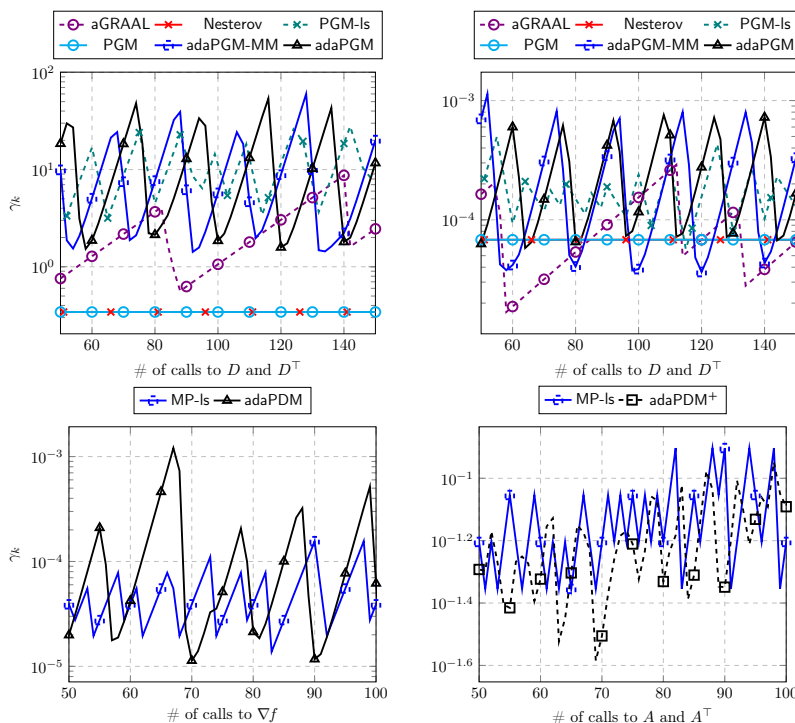 aGRAAL Nesterov PGM-ls
PGM adaPGM-MM adaPGM
aGRAAL Nesterov PGM-ls
PGM adaPGM-MM adaPGM
10^2
10^1
10^0
γ_k
60 80 100 120 140
# of calls to D and D^⊤
10^−3
10^−4
60 80 100 120 140
# of calls to D and D^⊤
MP-ls adaPDM
MP-ls adaPDM^+
10^−3
10^−4
10^−5
γ_k
50 60 70 80 90 100
# of calls to ∇f
10^−1
10^−1.2
10^−1.4
10^−1.6
50 60 70 80 90 100
# of calls to A and A^⊤